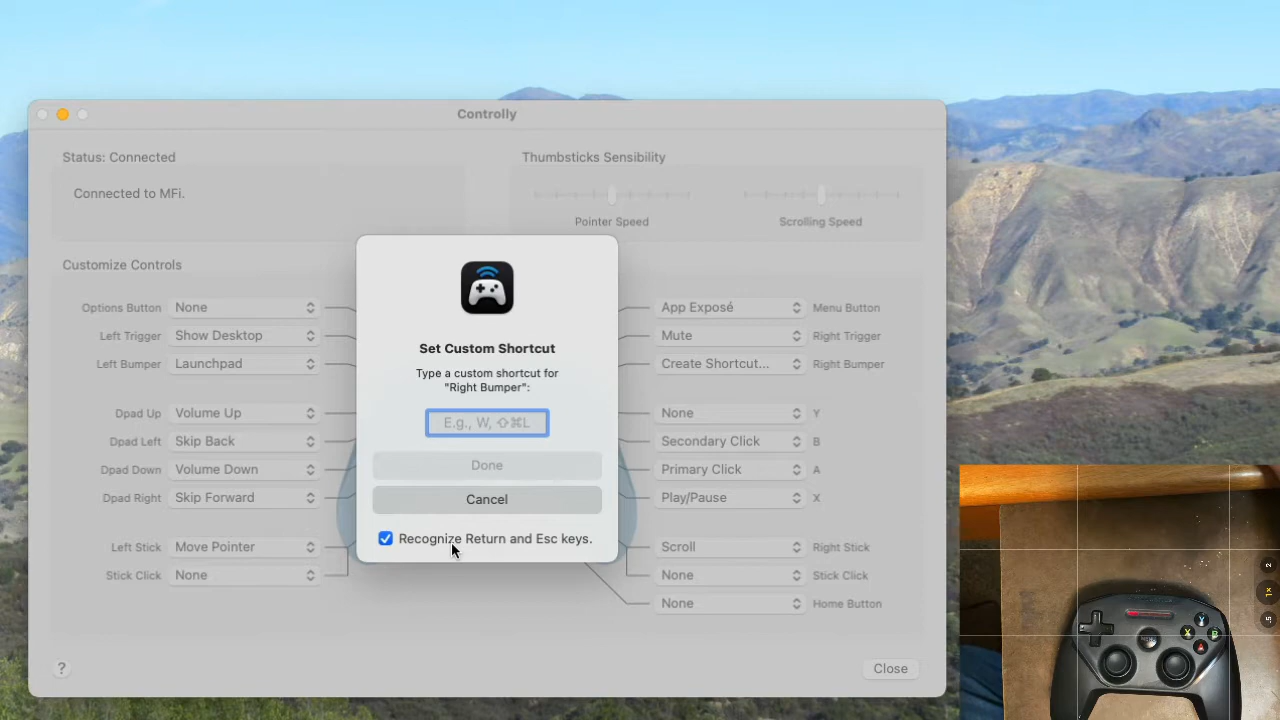 Controlly
Status: Connected
Connected to MFi.
Thumbsticks Sensibility
Pointer Speed
Scrolling Speed
Customize Controls
Options Button None
Left Trigger Show Desktop
Left Bumper Launchpad
Dpad Up Volume Up
Dpad Left Skip Back
Dpad Down Volume Down
Dpad Right Skip Forward
Left Stick Move Pointer
Stick Click None
Set Custom Shortcut
Type a custom shortcut for
"Right Bumper":
E.g., W, ⇧⌘L
Done
Cancel
Recognize Return and Esc keys.
App Exposé Menu Button
Mute Right Trigger
Create Shortcut... Right Bumper
None Y
Secondary Click B
Primary Click A
Play/Pause X
Scroll Right Stick
None Stick Click
None Home Button
?
Close
2
1×
.5
MENU
Y
X
B
A